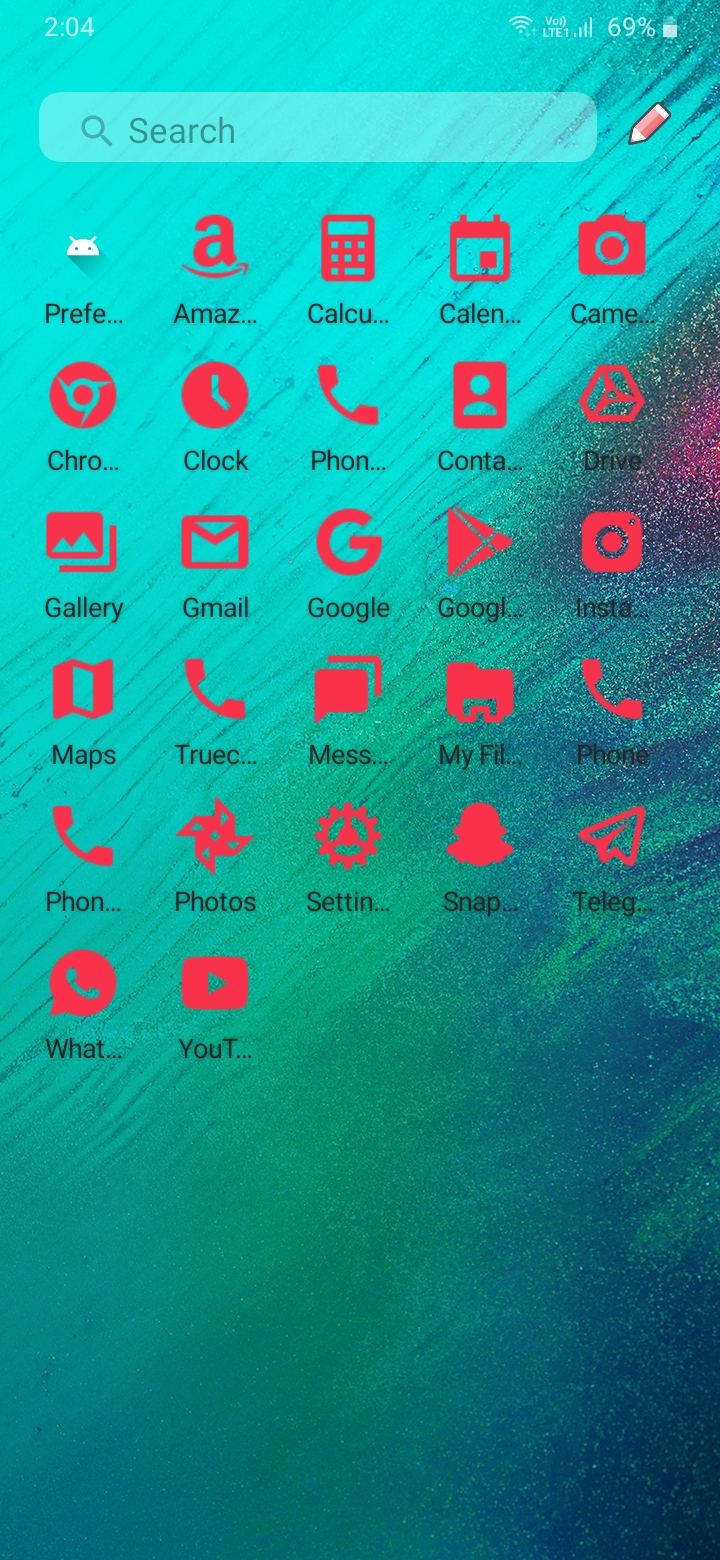 2:04 Vo)) LTE1 69%
Search
Prefe... Amaz... Calcu... Calen... Came...
Chro... Clock Phon... Conta... Drive
Gallery Gmail Google Googl... Insta...
Maps Truec... Mess... My Fil... Phone
Phon... Photos Settin... Snap... Teleg...
What... YouT...